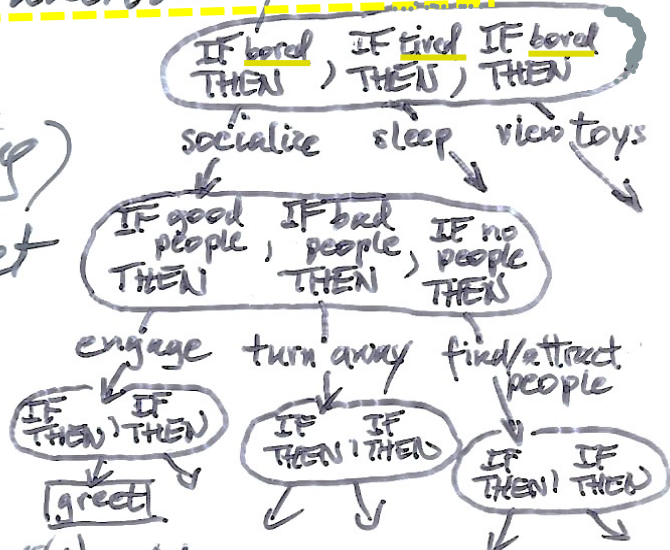 IF bored , IF tired , IF bored
THEN THEN THEN
socialize sleep view toys
IF good people , IF bad people , IF no people
THEN THEN THEN
engage turn away find/attract people
IF THEN , IF THEN
IF THEN , IF THEN
IF THEN , IF THEN
greet